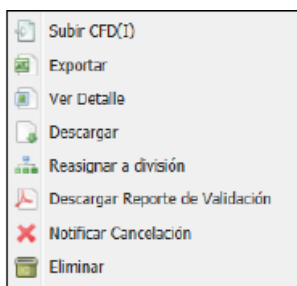 Subir CFD(I)
Exportar
Ver Detalle
Descargar
Reasignar a división
Descargar Reporte de Validación
Notificar Cancelación
Eliminar